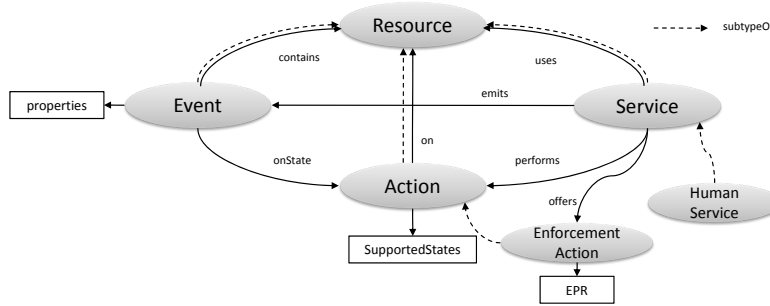 Resource
subtypeO
contains
uses
properties
Event
emits
Service
onState
on
performs
Action
offers
Human
Service
SupportedStates
Enforcement
Action
EPR